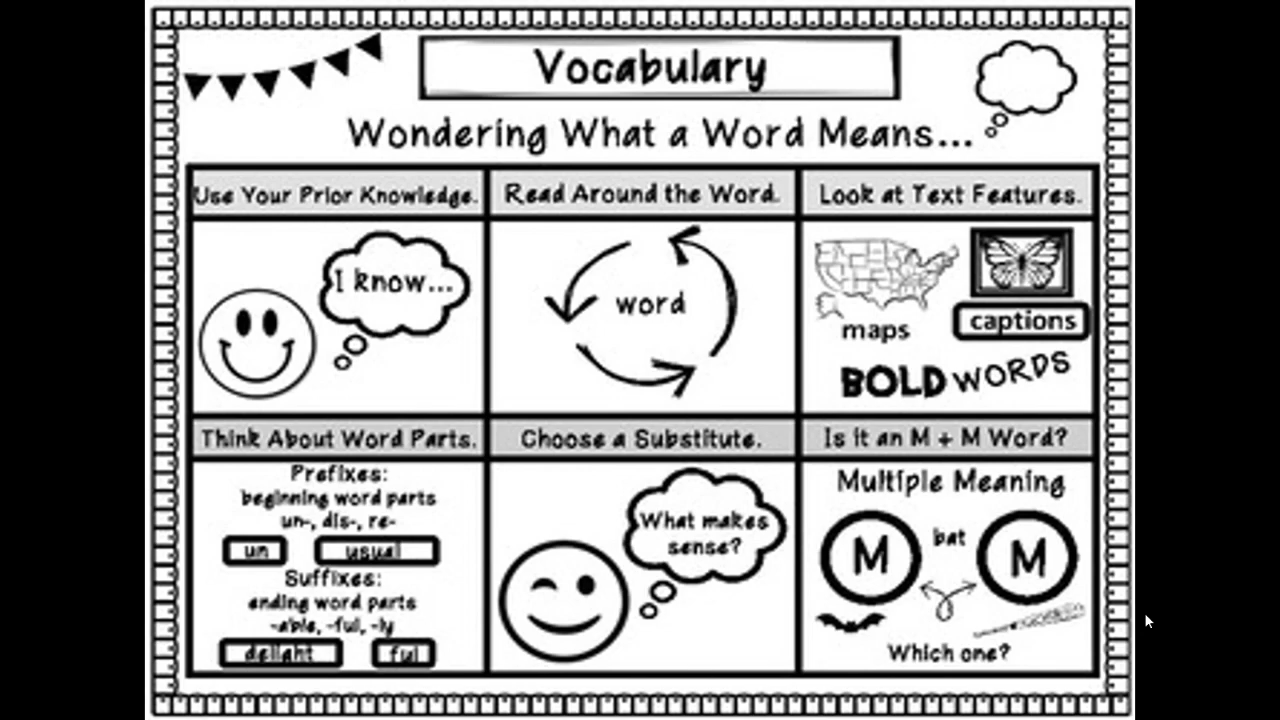 Vocabulary
Wondering What a Word Means...
Use Your Prior Knowledge.
I know...
Read Around the Word.
word
Look at Text Features.
maps
captions
BOLD WORDS
Think About Word Parts.
Prefixes:
beginning word parts
un-, dis-, re-
un usual
Suffixes:
ending word parts
-able, -ful, -ly
delight ful
Choose a Substitute.
What makes
sense?
Is it an M + M Word?
Multiple Meaning
M bat M
Which one?